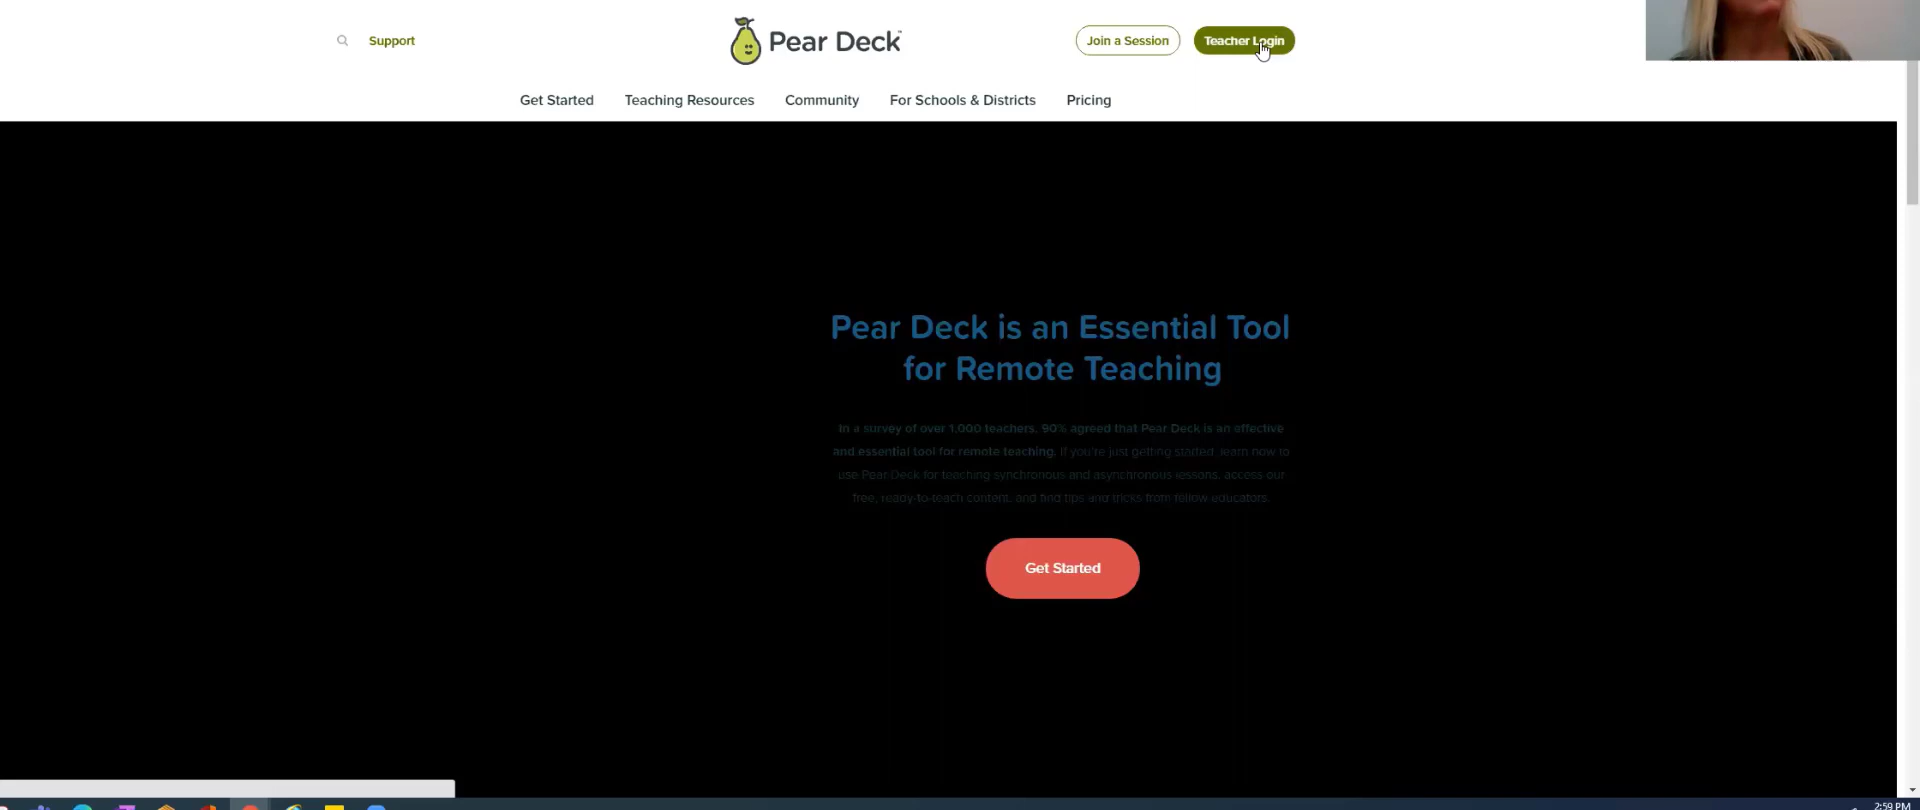 Support
Pear Deck™
Join a Session
Teacher Login
Get Started
Teaching Resources
Community
For Schools & Districts
Pricing
Pear Deck is an Essential Tool
for Remote Teaching
In a survey of over 1,000 teachers, 90% agreed that Pear Deck is an effective
and essential tool for remote teaching. If you're just getting started, learn how to
use Pear Deck for teaching synchronous and asynchronous lessons, access our
free, ready-to-teach content, and find tips and tricks from fellow educators.
Get Started
2:59 PM